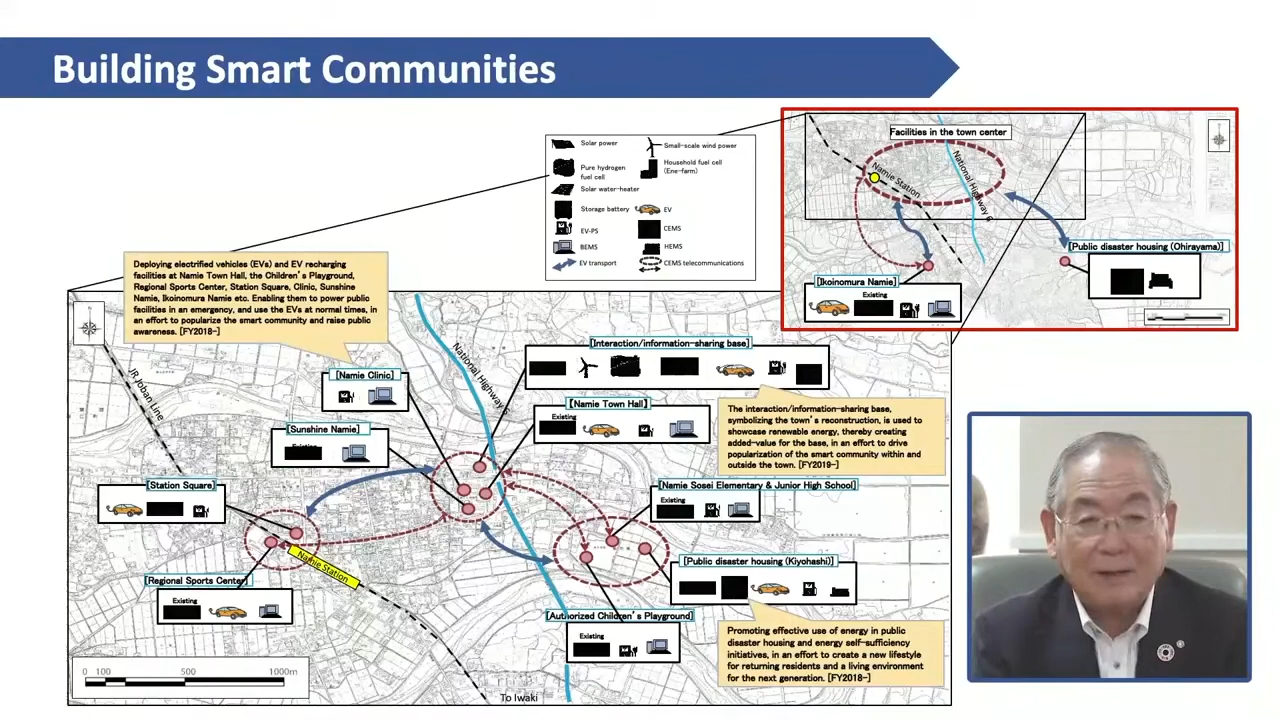 Building Smart Communities
Solar power
Small-scale wind power
Pure hydrogen
fuel cell
Household fuel cell
(Ene-farm)
Solar water-heater
Storage battery
EV
EV-PS
CEMS
BEMS
HEMS
EV transport
CEMS telecommunications
Facilities in the town center
Namie Station
National Highway 6
[Public disaster housing (Ohirayama)]
[Ikoinomura Namie]
Existing
Deploying electrified vehicles (EVs) and EV recharging
facilities at Namie Town Hall, the Children's Playground,
Regional Sports Center, Station Square, Clinic, Sunshine
Namie, Ikoinomura Namie etc. Enabling them to power public
facilities in an emergency, and use the EVs at normal times, in
an effort to popularize the smart community and raise public
awareness. [FY2018-]
JR Joban Line
National Highway 6
[Interaction/information-sharing base]
[Namie Clinic]
[Namie Town Hall]
Existing
[Sunshine Namie]
Existing
The interaction/information-sharing base,
symbolizing the town's reconstruction, is used to
showcase renewable energy, thereby creating
added-value for the base, in an effort to drive
popularization of the smart community within and
outside the town. [FY2019-]
[Station Square]
[Namie Sosei Elementary & Junior High School]
Existing
Namie Station
[Public disaster housing (Kiyohashi)]
[Regional Sports Center]
Existing
[Authorized Children's Playground]
Existing
Promoting effective use of energy in public
disaster housing and energy self-sufficiency
initiatives, in an effort to create a new lifestyle
for returning residents and a living environment
for the next generation. [FY2018-]
0 100 500 1000m
To Iwaki